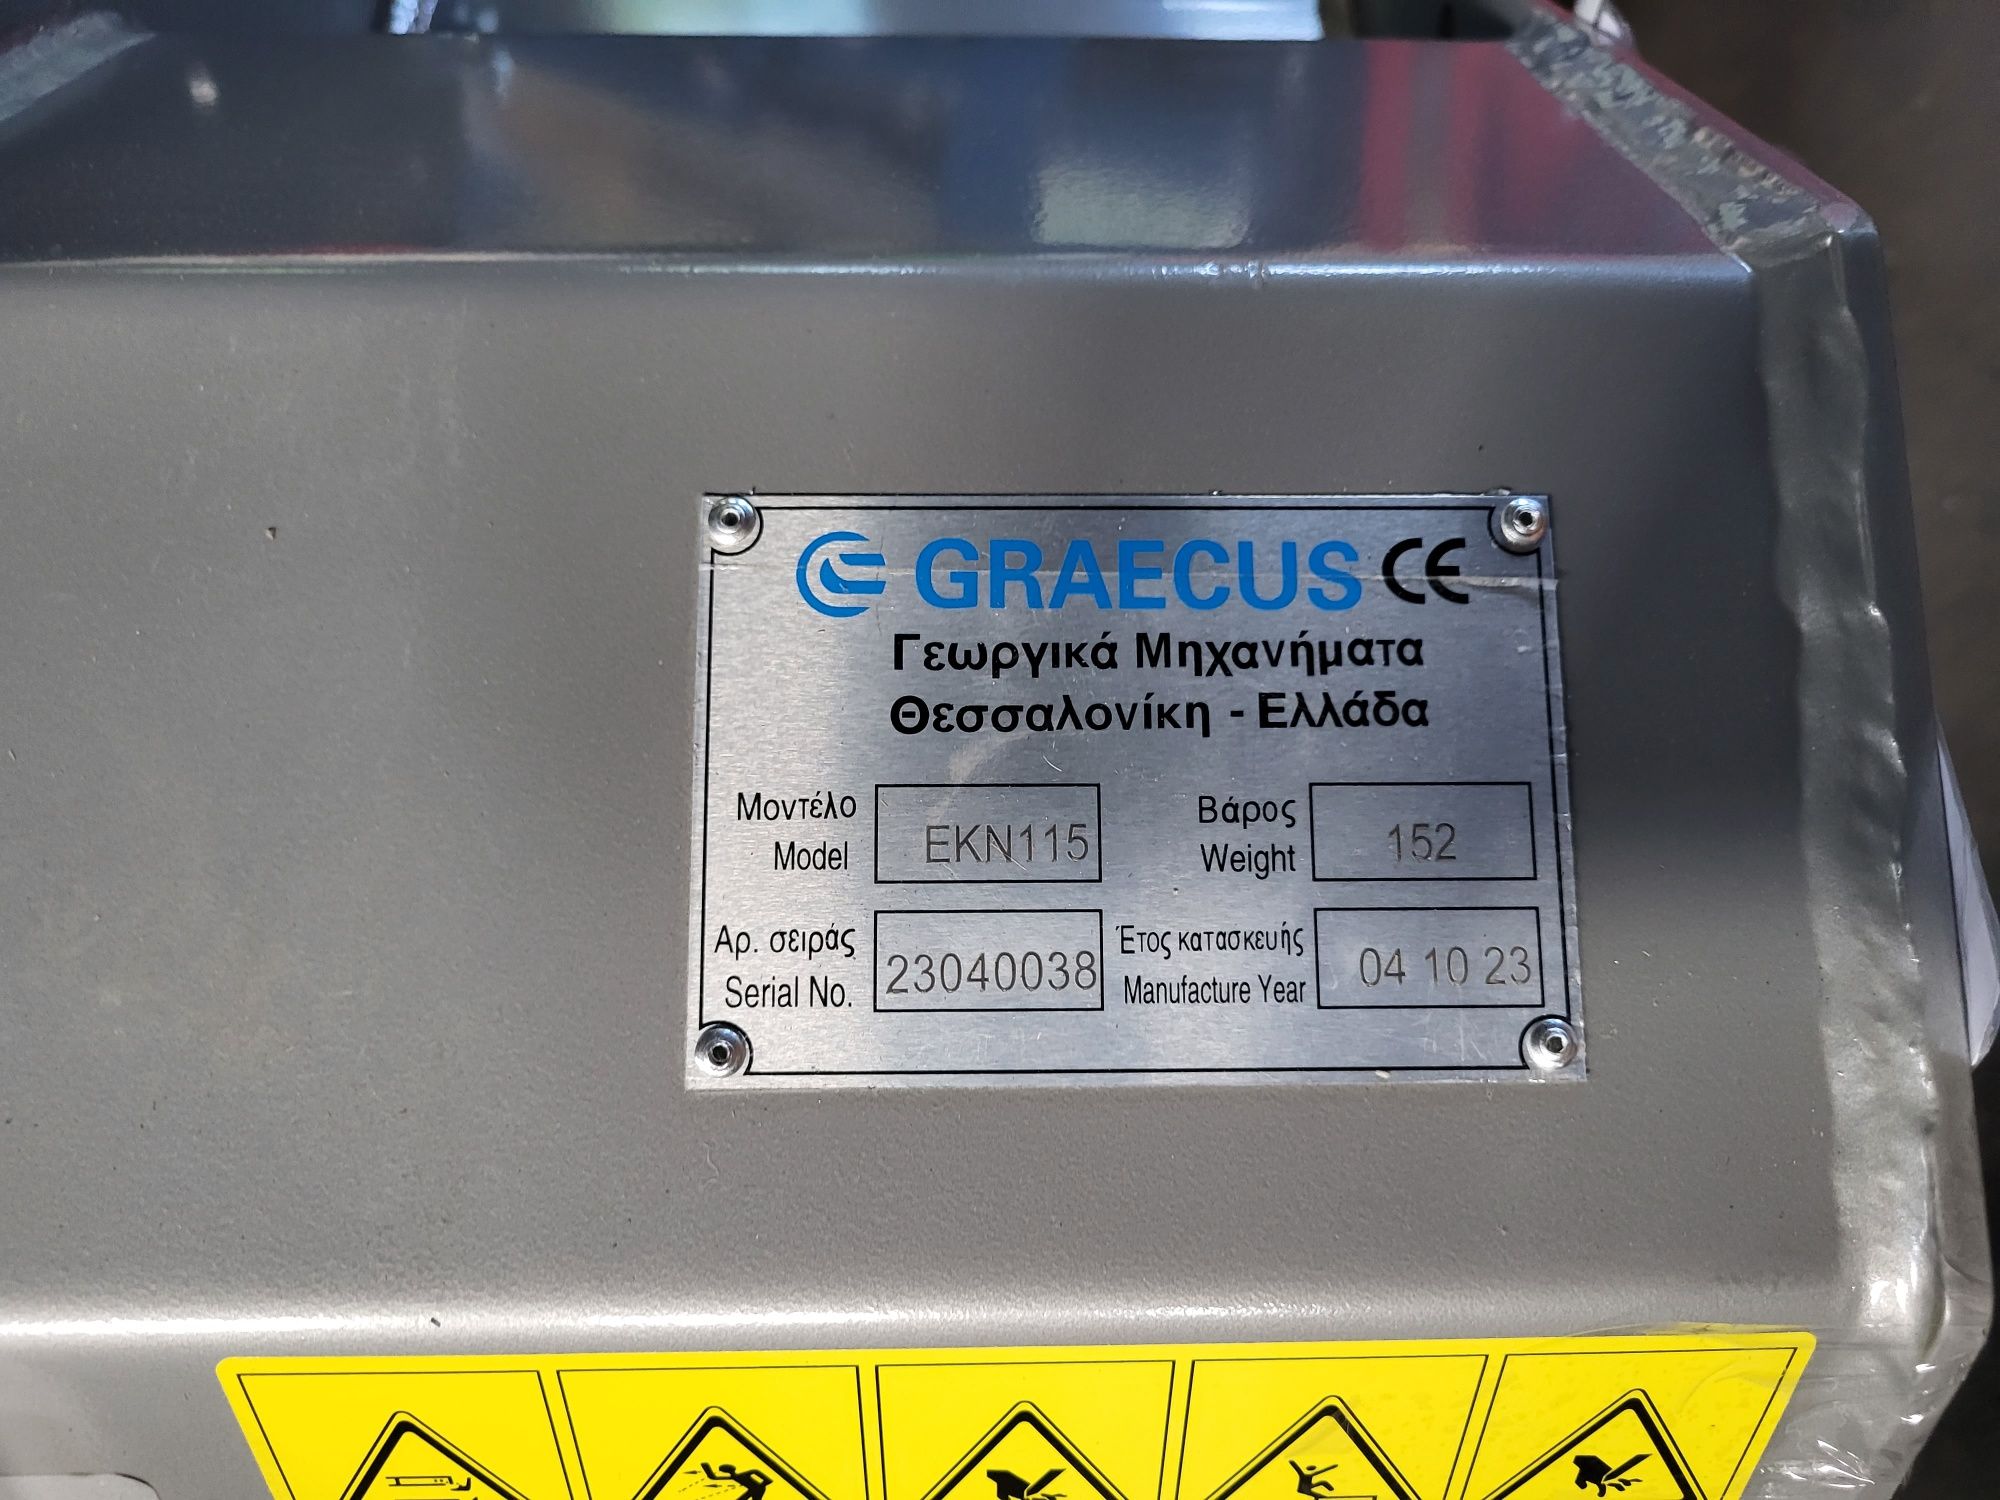 GRAECUS CE
Γεωργικά Μηχανήματα
Θεσσαλονίκη - Ελλάδα
Μοντέλο
Model
EKN115
Βάρος
Weight
152
Αρ. σειράς
Serial No.
23040038
Έτος κατασκευής
Manufacture Year
04 10 23